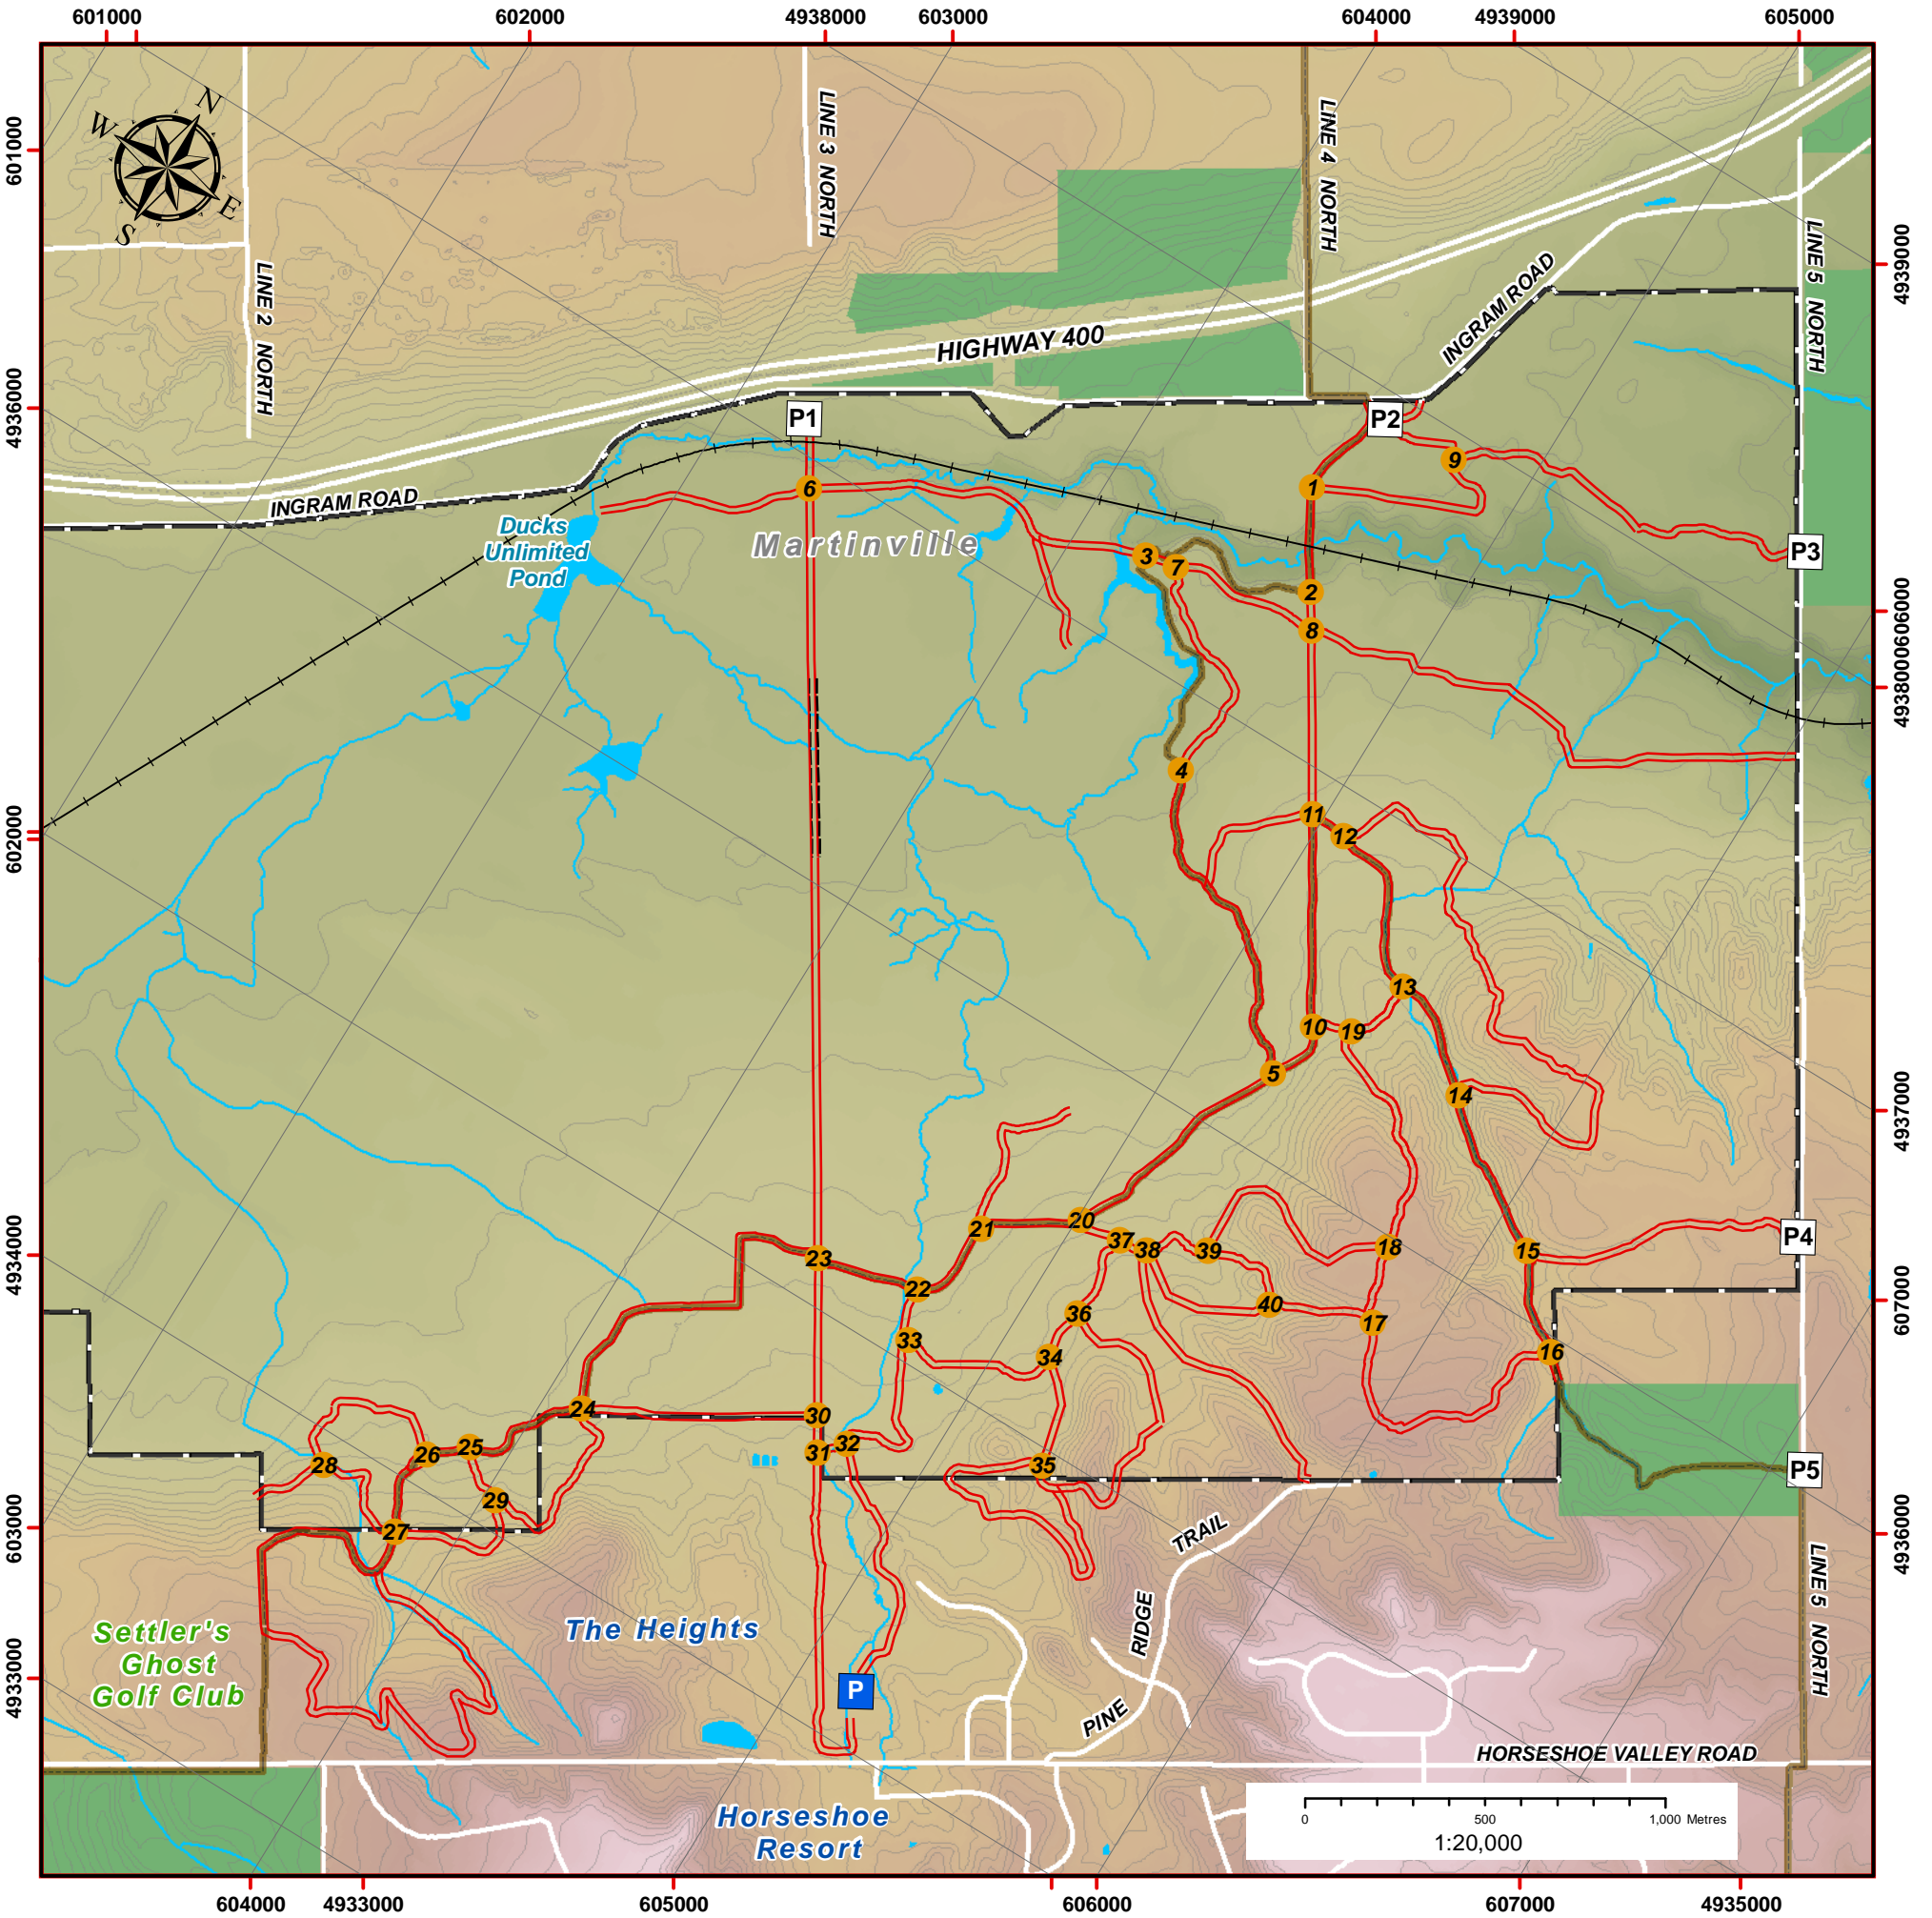 601000 602000 4938000 603000 604000 4939000 605000
601000
4936000
602000
4934000
603000
4933000
4939000
606000
4938000
4937000
607000
4936000
604000 4933000 605000 606000 607000 4935000
N
W
E
S
LINE 2 NORTH
LINE 3 NORTH
LINE 4 NORTH
LINE 5 NORTH
HIGHWAY 400
INGRAM ROAD
INGRAM ROAD
P1
P2
P3
P4
P5
Ducks
Unlimited
Pond
Martinville
1
2
3
4
5
6
7
8
9
10
11
12
13
14
15
16
17
18
19
20
21
22
23
24
25
26
27
28
29
30
31
32
33
34
35
36
37
38
39
40
Settler's
Ghost
Golf Club
The Heights
P
PINE RIDGE TRAIL
LINE 5 NORTH
HORSESHOE VALLEY ROAD
Horseshoe
Resort
0 500 1,000 Metres
1:20,000